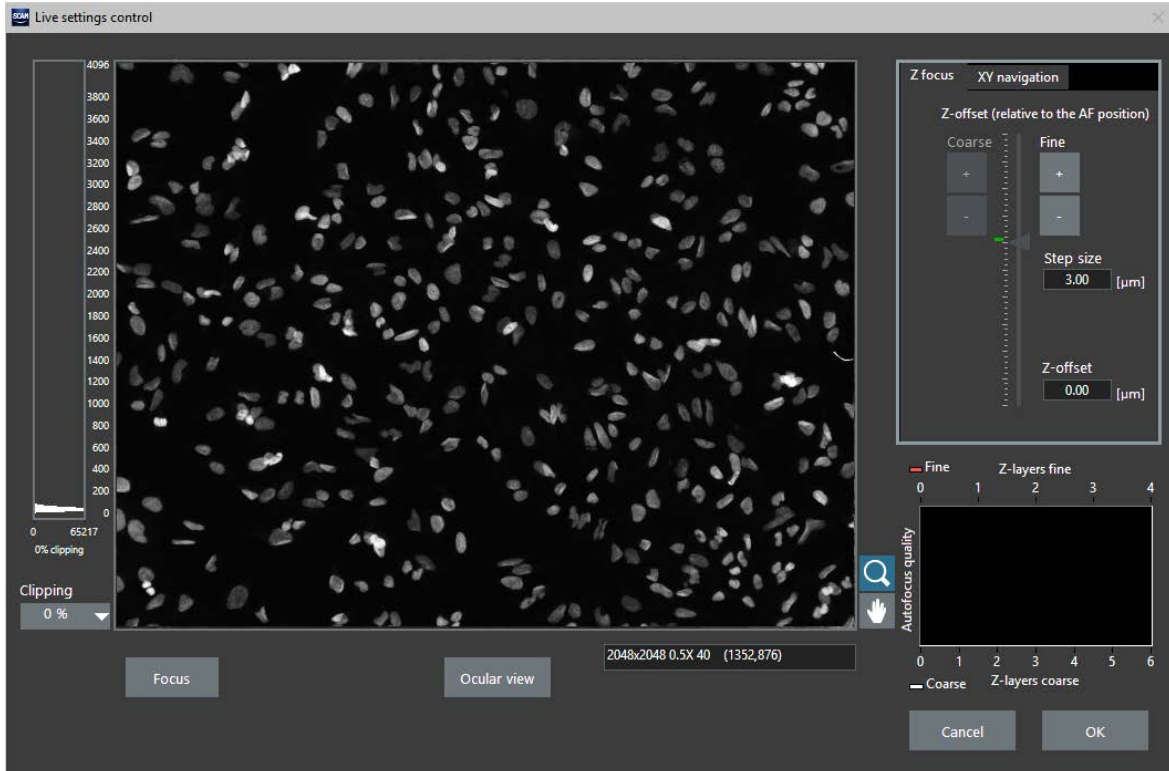 SCAM
Live settings control
4096
3800
3600
3400
3200
3000
2800
2600
2400
2200
2000
1800
1600
1400
1200
1000
800
600
400
200
0
0 65217
0% clipping
Clipping
0 %
Focus
Ocular view
2048x2048 0.5X 40 (1352,876)
Z focus XY navigation
Z-offset (relative to the AF position)
Coarse Fine
+ +
- -
Step size
3.00 [µm]
Z-offset
0.00 [µm]
Fine Z-layers fine
0 1 2 3 4
Autofocus quality
0 1 2 3 4 5 6
Coarse Z-layers coarse
Cancel OK